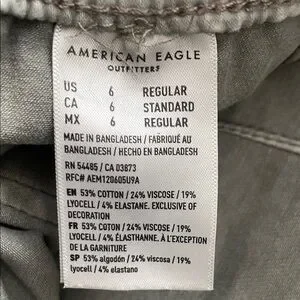 AMERICAN EAGLE
OUTFITTERS
US 6 REGULAR
CA 6 STANDARD
MX 6 REGULAR
MADE IN BANGLADESH / FABRIQUÉ AU
BANGLADESH / HECHO EN BANGLADESH
RN 54485 / CA 03873
RFC# AEM120605U9A
EN 53% COTTON / 24% VISCOSE / 19%
LYOCELL / 4% ELASTANE. EXCLUSIVE OF
DECORATION
FR 53% COTON / 24% VISCOSE / 19%
LYOCELL / 4% ÉLASTHANNE. À L'EXCEPTION
DE LA GARNITURE
SP 53% algodón / 24% viscosa / 19%
lyocell / 4% elastano